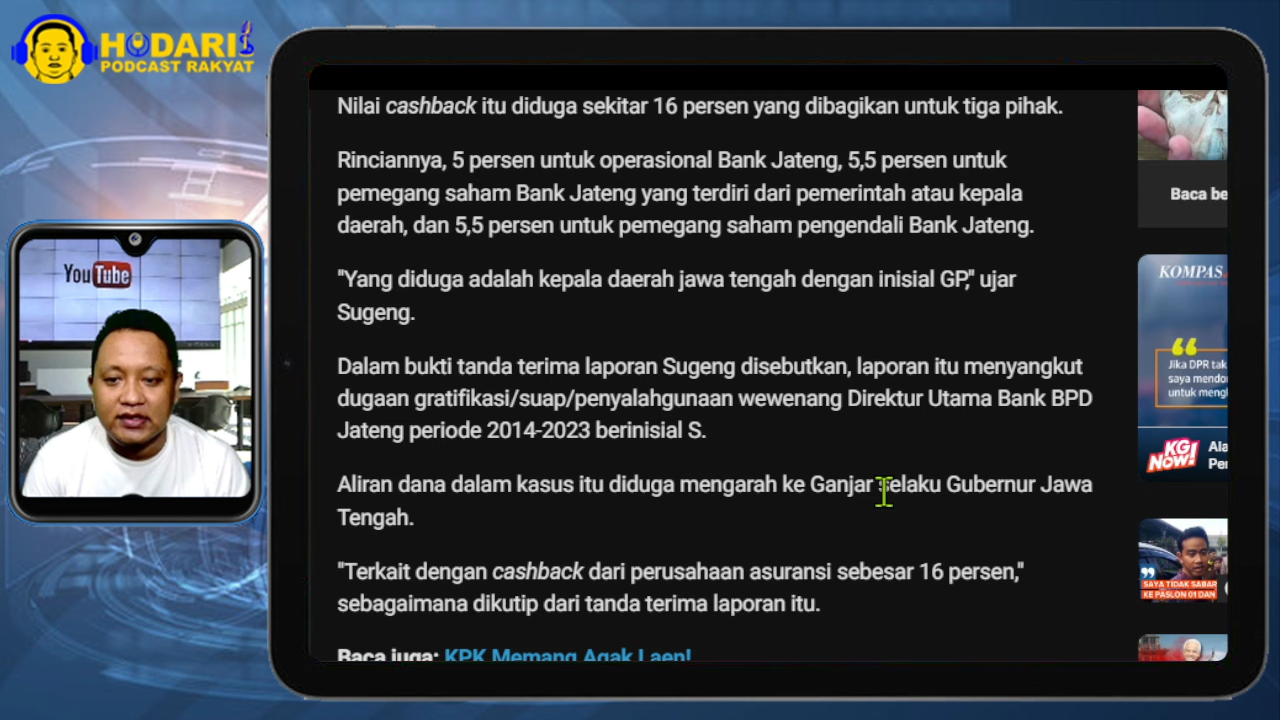 HODARI
PODCAST RAKYAT
YouTube
Nilai cashback itu diduga sekitar 16 persen yang dibagikan untuk tiga pihak.
Rinciannya, 5 persen untuk operasional Bank Jateng, 5,5 persen untuk
pemegang saham Bank Jateng yang terdiri dari pemerintah atau kepala
daerah, dan 5,5 persen untuk pemegang saham pengendali Bank Jateng.
"Yang diduga adalah kepala daerah jawa tengah dengan inisial GP," ujar
Sugeng.
Dalam bukti tanda terima laporan Sugeng disebutkan, laporan itu menyangkut
dugaan gratifikasi/suap/penyalahgunaan wewenang Direktur Utama Bank BPD
Jateng periode 2014-2023 berinisial S.
Aliran dana dalam kasus itu diduga mengarah ke Ganjar selaku Gubernur Jawa
Tengah.
"Terkait dengan cashback dari perusahaan asuransi sebesar 16 persen,"
sebagaimana dikutip dari tanda terima laporan itu.
Baca juga: KPK Memang Agak Laen!
Baca be
KOMPAS.
Jika DPR tak
saya mendo
untuk meng
KG
NOW!
Ala
Pe
SAYA TIDAK SABAR
KE PASLON 01 DAN